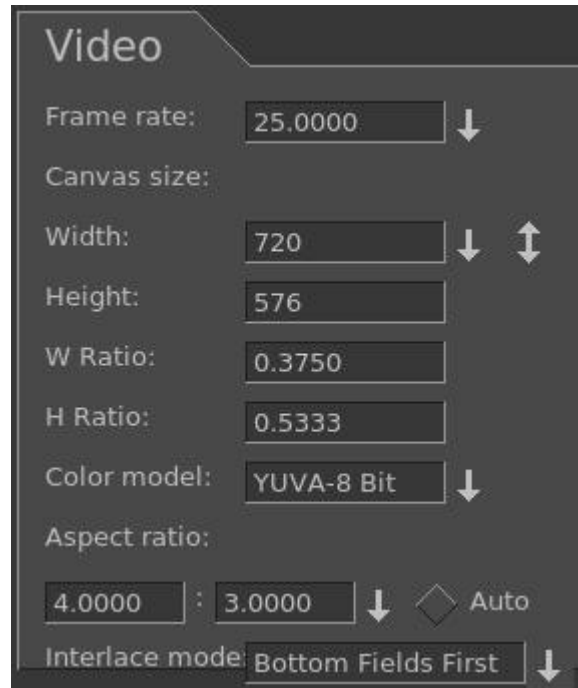 Video
Frame rate: 25.0000
Canvas size:
Width: 720
Height: 576
W Ratio: 0.3750
H Ratio: 0.5333
Color model: YUVA-8 Bit
Aspect ratio:
4.0000 : 3.0000 Auto
Interlace mode: Bottom Fields First